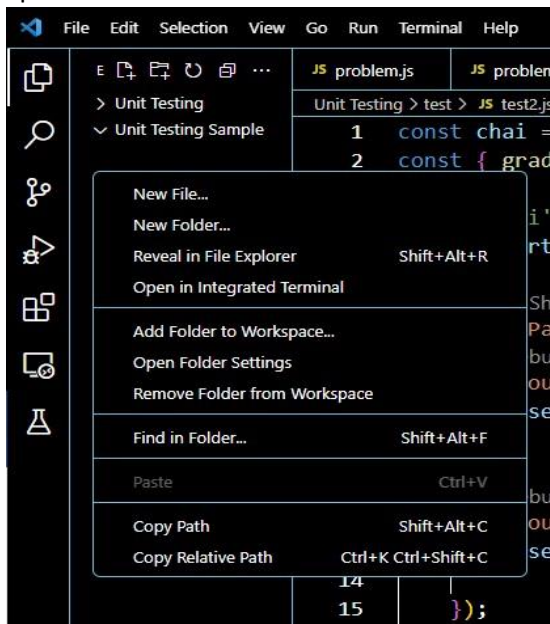 File Edit Selection View Go Run Terminal Help
E
JS problem.js JS problem
Unit Testing
Unit Testing > test > JS test2.js
Unit Testing Sample
1 const chai =
2 const { grad
New File...
New Folder...
Reveal in File Explorer Shift+Alt+R
Open in Integrated Terminal
Add Folder to Workspace...
Open Folder Settings
Remove Folder from Workspace
Find in Folder... Shift+Alt+F
Paste Ctrl+V
Copy Path Shift+Alt+C
Copy Relative Path Ctrl+K Ctrl+Shift+C
14
15 });